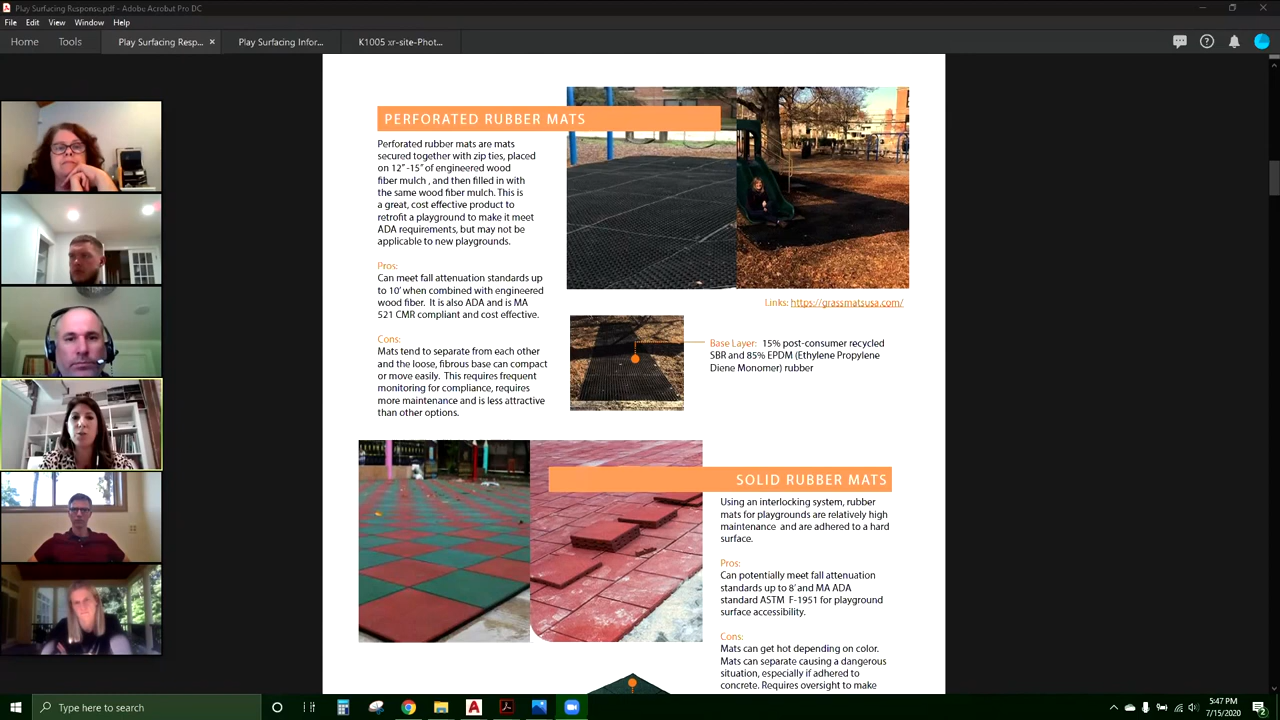 Play Surfacing Response.pdf - Adobe Acrobat Pro DC
File Edit View Window Help
Home Tools Play Surfacing Resp... × Play Surfacing Infor... K1005 xr-site-Phot...
PERFORATED RUBBER MATS
Perforated rubber mats are mats
secured together with zip ties, placed
on 12” -15” of engineered wood
fiber mulch , and then filled in with
the same wood fiber mulch. This is
a great, cost effective product to
retrofit a playground to make it meet
ADA requirements, but may not be
applicable to new playgrounds.
Pros:
Can meet fall attenuation standards up
to 10’ when combined with engineered
wood fiber. It is also ADA and is MA
521 CMR compliant and cost effective.
Cons:
Mats tend to separate from each other
and the loose, fibrous base can compact
or move easily. This requires frequent
monitoring for compliance, requires
more maintenance and is less attractive
than other options.
Links: https://grassmatsusa.com/
Base Layer: 15% post-consumer recycled
SBR and 85% EPDM (Ethylene Propylene
Diene Monomer) rubber
SOLID RUBBER MATS
Using an interlocking system, rubber
mats for playgrounds are relatively high
maintenance and are adhered to a hard
surface.
Pros:
Can potentially meet fall attenuation
standards up to 8’ and MA ADA
standard ASTM F-1951 for playground
surface accessibility.
Cons:
Mats can get hot depending on color.
Mats can separate causing a dangerous
situation, especially if adhered to
concrete. Requires oversight to make
Type here to search
5:47 PM
7/15/2020
2